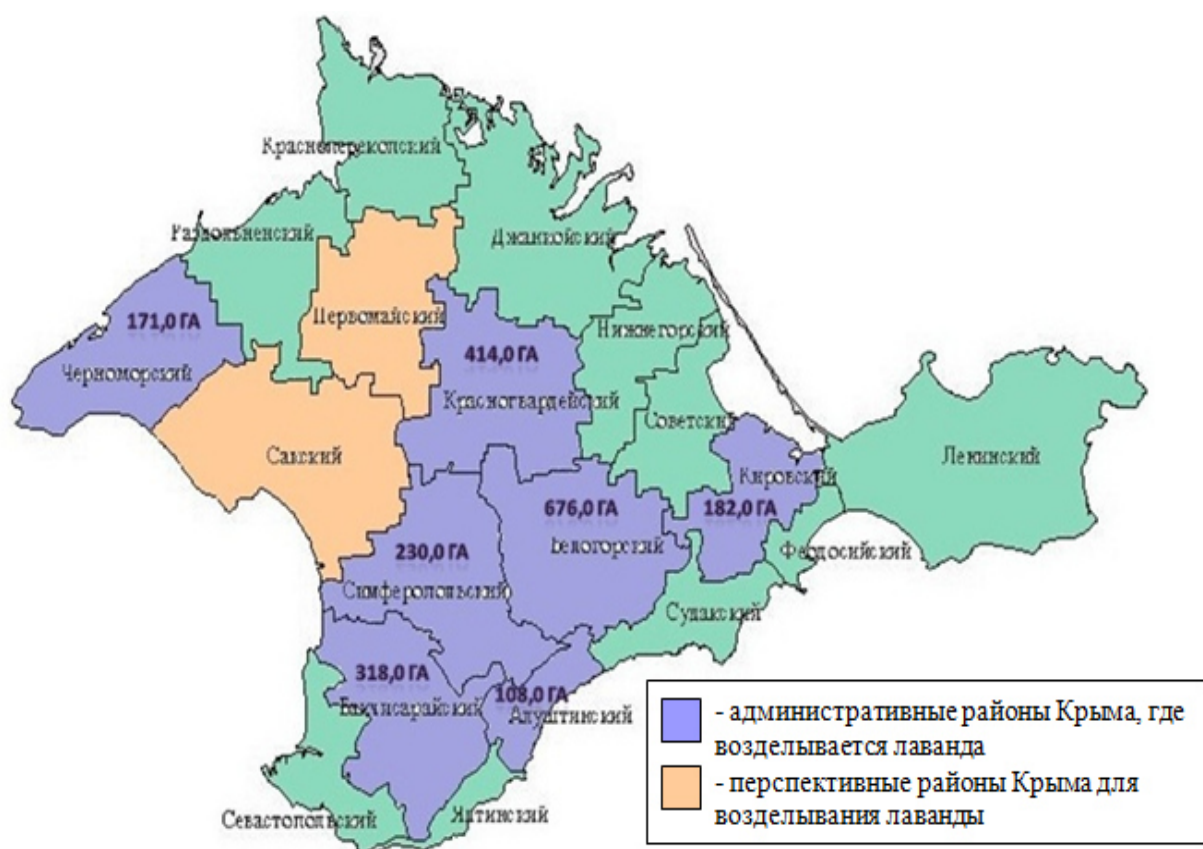 Красноперекопский
Раздольненский
Джанкойский
171,0 ГА
Первомайский
Нижнегорский
414,0 ГА
Черноморский
Красногвардейский
Советский
Сакский
Ленинский
Кировский
676,0 ГА
182,0 ГА
Белогорский
230,0 ГА
Феодосийский
Симферопольский
Судакский
318,0 ГА
108,0 ГА
Бахчисарайский
Алуштинский
Севастопольский
Ялтинский
- административные районы Крыма, где
возделывается лаванда
- перспективные районы Крыма для
возделывания лаванды